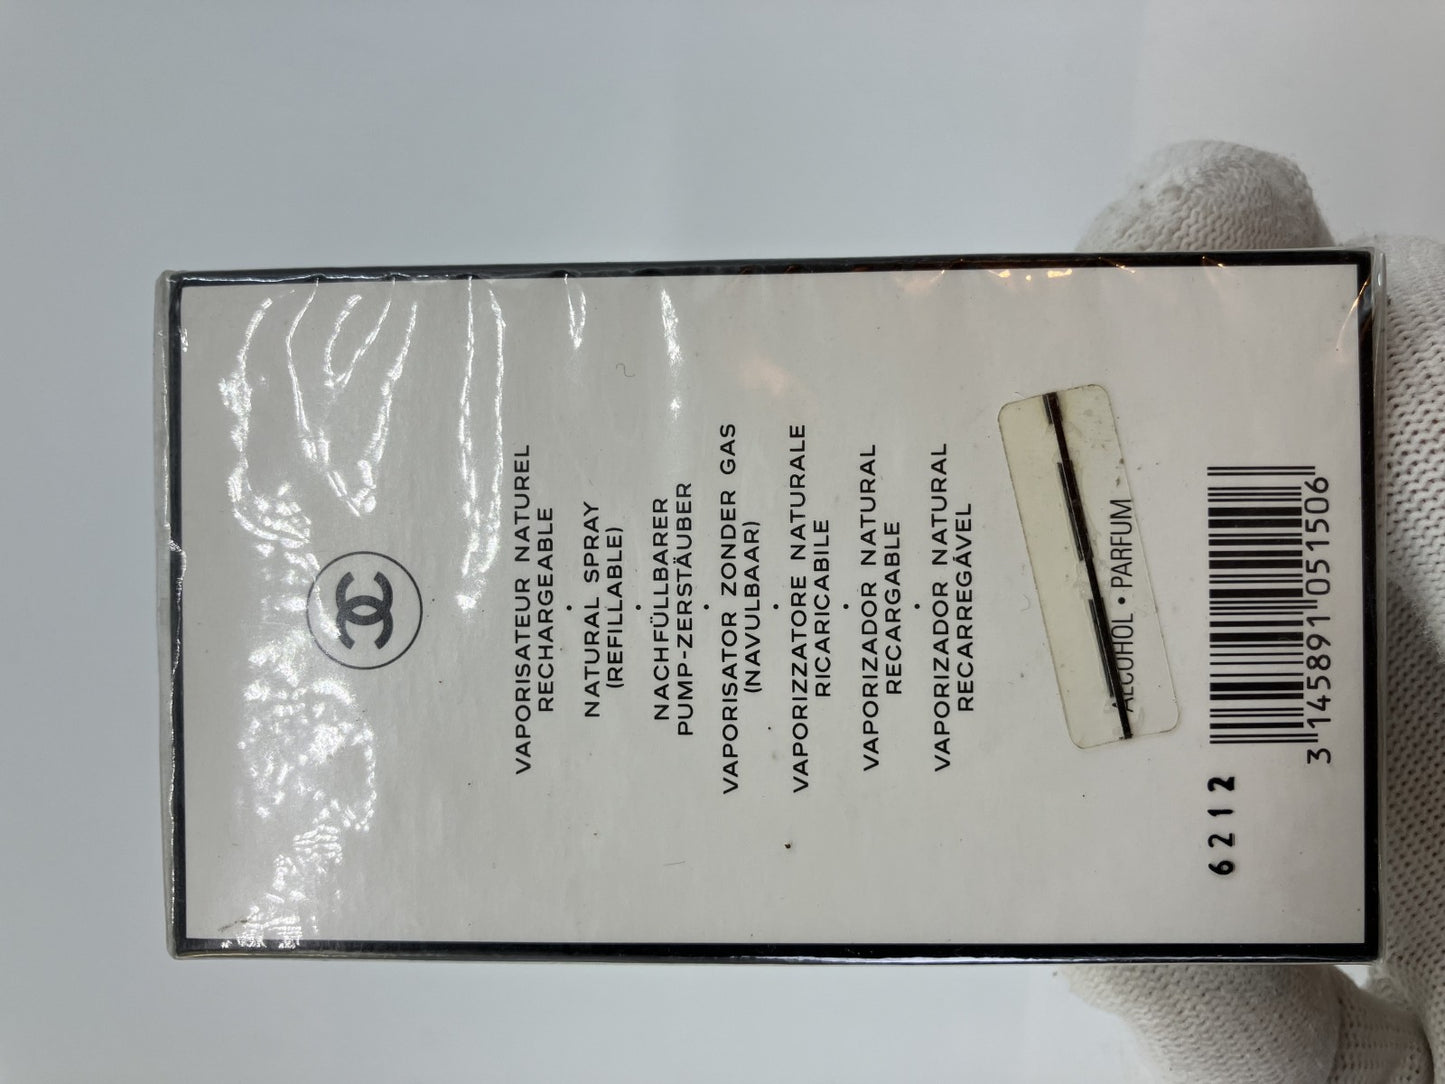 VAPORISATEUR NATUREL
RECHARGEABLE
•
NATURAL SPRAY
(REFILLABLE)
•
NACHFÜLLBARER
PUMP-ZERSTÄUBER
•
VAPORISATOR ZONDER GAS
(NAVULBAAR)
•
VAPORIZZATORE NATURALE
RICARICABILE
•
VAPORIZADOR NATURAL
RECARGABLE
•
VAPORIZADOR NATURAL
RECARREGÁVEL
ALCOHOL • PARFUM
6212
3 145891 051506